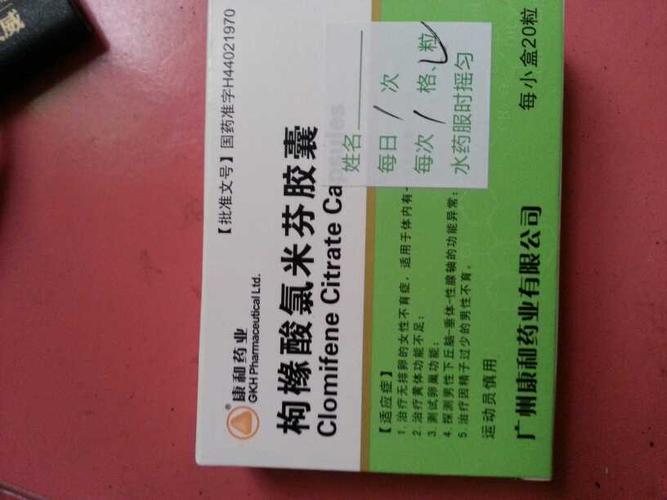 【批准文号】国药准字H44021970
康和药业
GKH Pharmaceutical Ltd.
枸橼酸氯米芬胶囊
Clomifene Citrate Capsules
姓名
每日 / 次
每次 / 格、粒
水药服时摇匀
每小盒20粒
【适应症】
1. 治疗无排卵的女性不育症，适用于体内有
2. 治疗黄体功能不足；
3. 测试卵巢功能；
4. 探测男性下丘脑-垂体-性腺轴的功能异常；
5. 治疗因精子过少的男性不育。
运动员慎用
广州康和药业有限公司